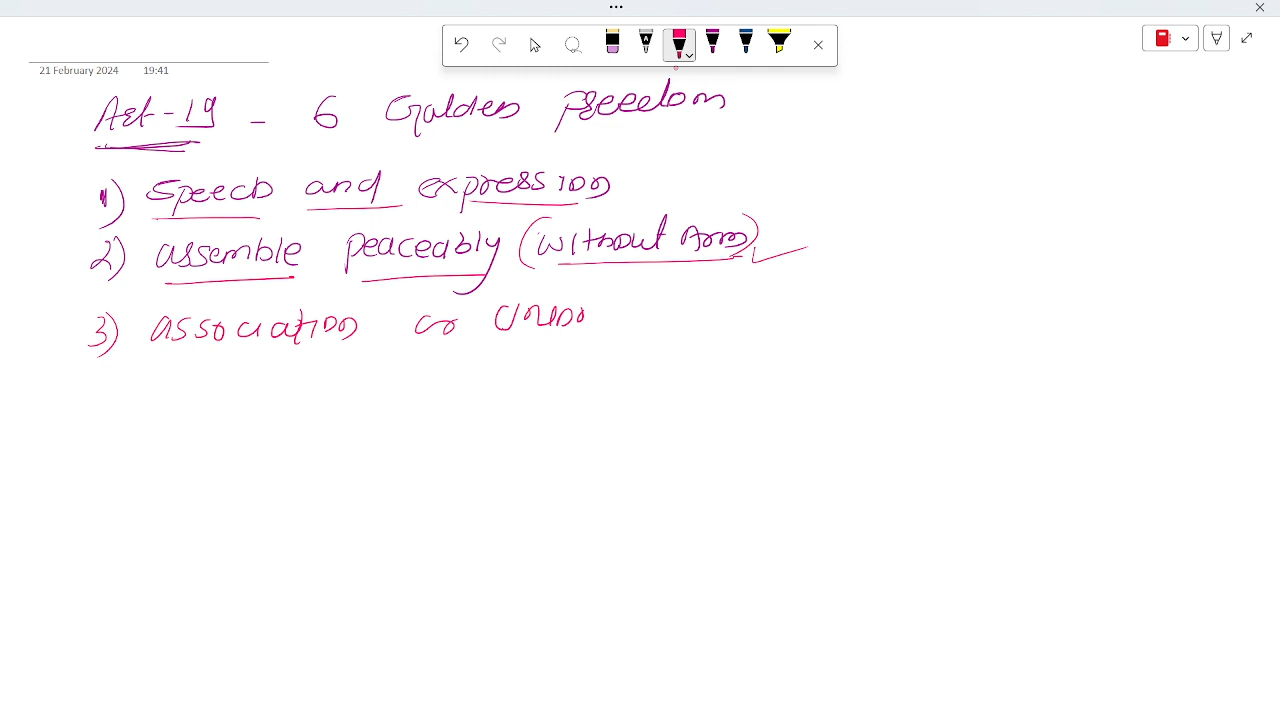 21 February 2024 19:41
Art-19 - 6 Golden Freedom
1) Speech and expression
2) assemble peaceably (without Arms)
3) association or Union